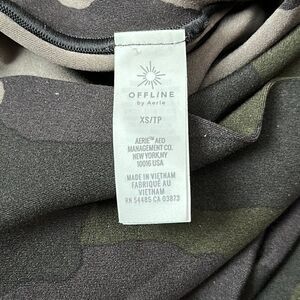 OFFLINE
by Aerie
XS/TP
AERIE™ AEO
MANAGEMENT CO.
NEW YORK, NY
10016 USA
MADE IN VIETNAM
FABRIQUÉ AU
VIETNAM
RN 54485 CA 03873